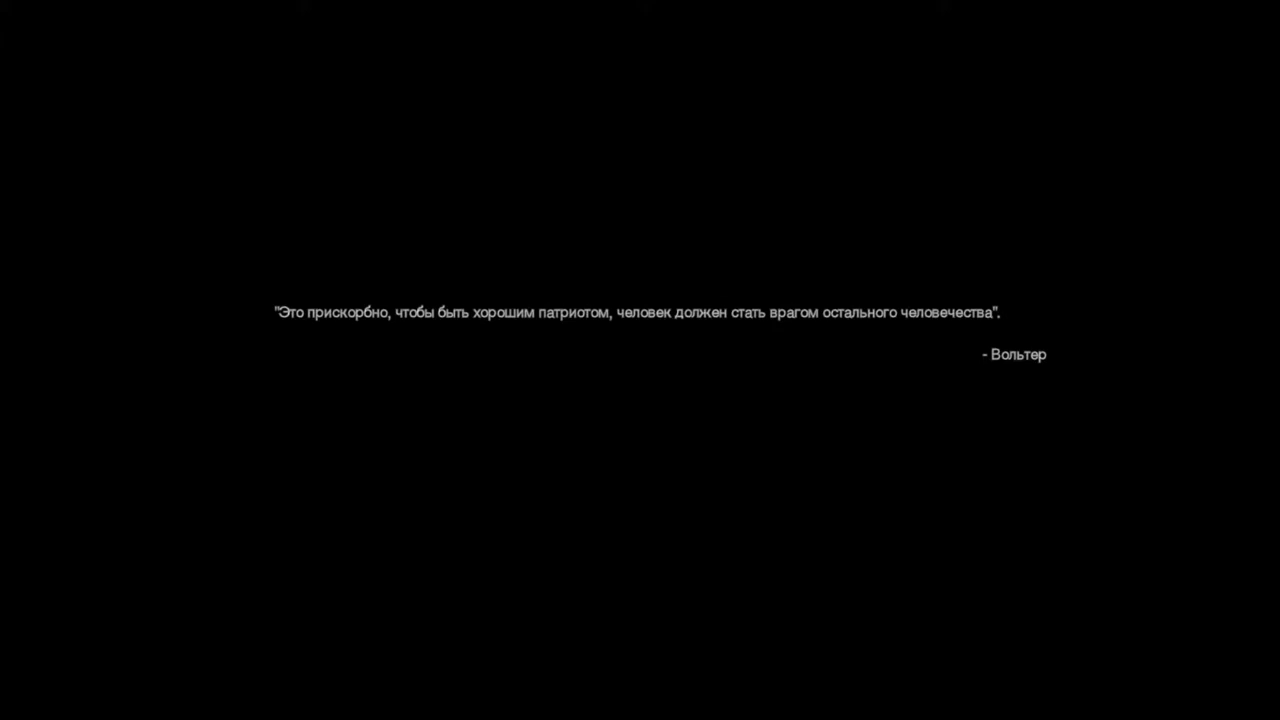 "Это прискорбно, чтобы быть хорошим патриотом, человек должен стать врагом остального человечества".
- Вольтер